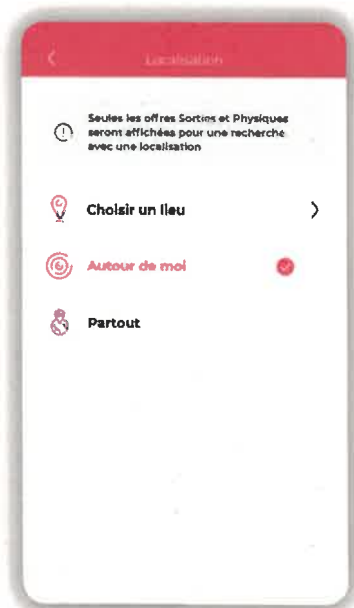 Localisation
Seules les offres Sorties et Physiques
seront affichées pour une recherche
avec une localisation
Choisir un lieu
Autour de moi
Partout